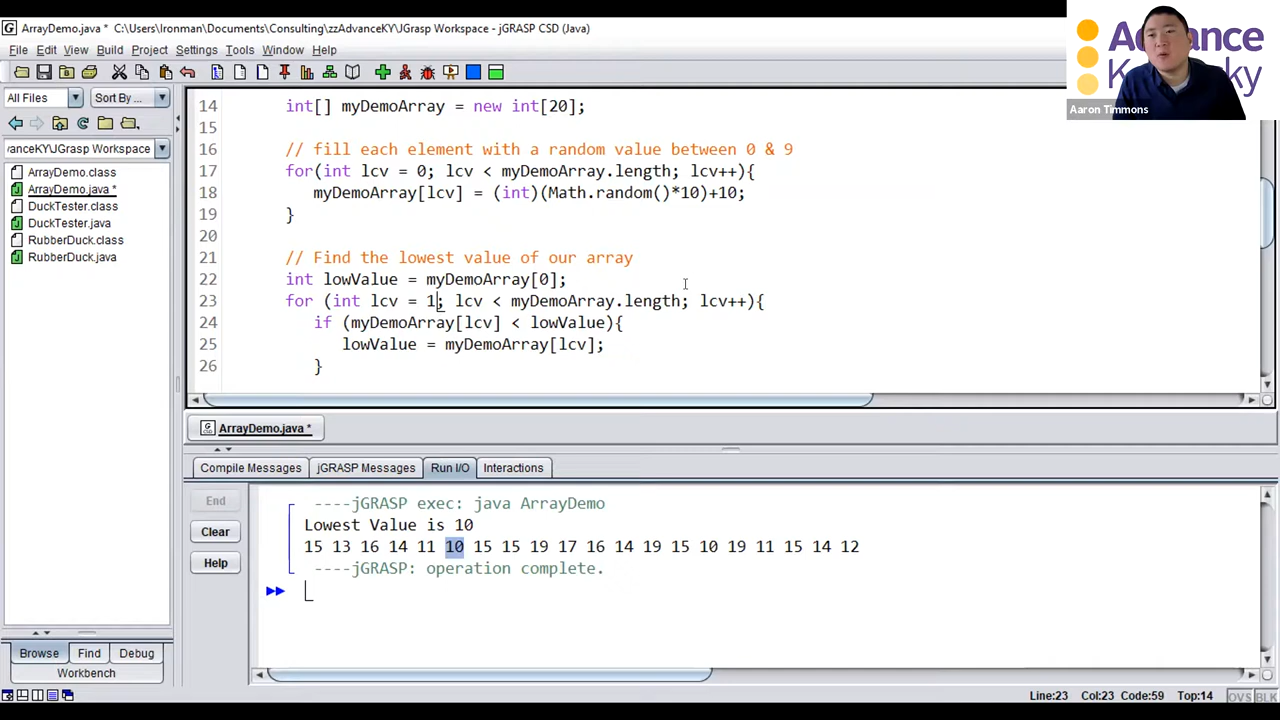 ArrayDemo.java * C:\Users\Ironman\Documents\Consulting\zzAdvanceKY\JGrasp Workspace - jGRASP CSD (Java)
File Edit View Build Project Settings Tools Window Help
All Files Sort By ...
vanceKY\JGrasp Workspace
ArrayDemo.class
ArrayDemo.java *
DuckTester.class
DuckTester.java
RubberDuck.class
RubberDuck.java
Browse Find Debug
Workbench
14 int[] myDemoArray = new int[20];
15
16 // fill each element with a random value between 0 & 9
17 for(int lcv = 0; lcv < myDemoArray.length; lcv++){
18 myDemoArray[lcv] = (int)(Math.random()*10)+10;
19 }
20
21 // Find the lowest value of our array
22 int lowValue = myDemoArray[0];
23 for (int lcv = 1; lcv < myDemoArray.length; lcv++){
24 if (myDemoArray[lcv] < lowValue){
25 lowValue = myDemoArray[lcv];
26 }
ArrayDemo.java *
Compile Messages jGRASP Messages Run I/O Interactions
End
Clear
Help
----jGRASP exec: java ArrayDemo
Lowest Value is 10
15 13 16 14 11 10 15 15 19 17 16 14 19 15 10 19 11 15 14 12
----jGRASP: operation complete.
Line:23 Col:23 Code:59 Top:14 OVS BLK
Aaron Timmons